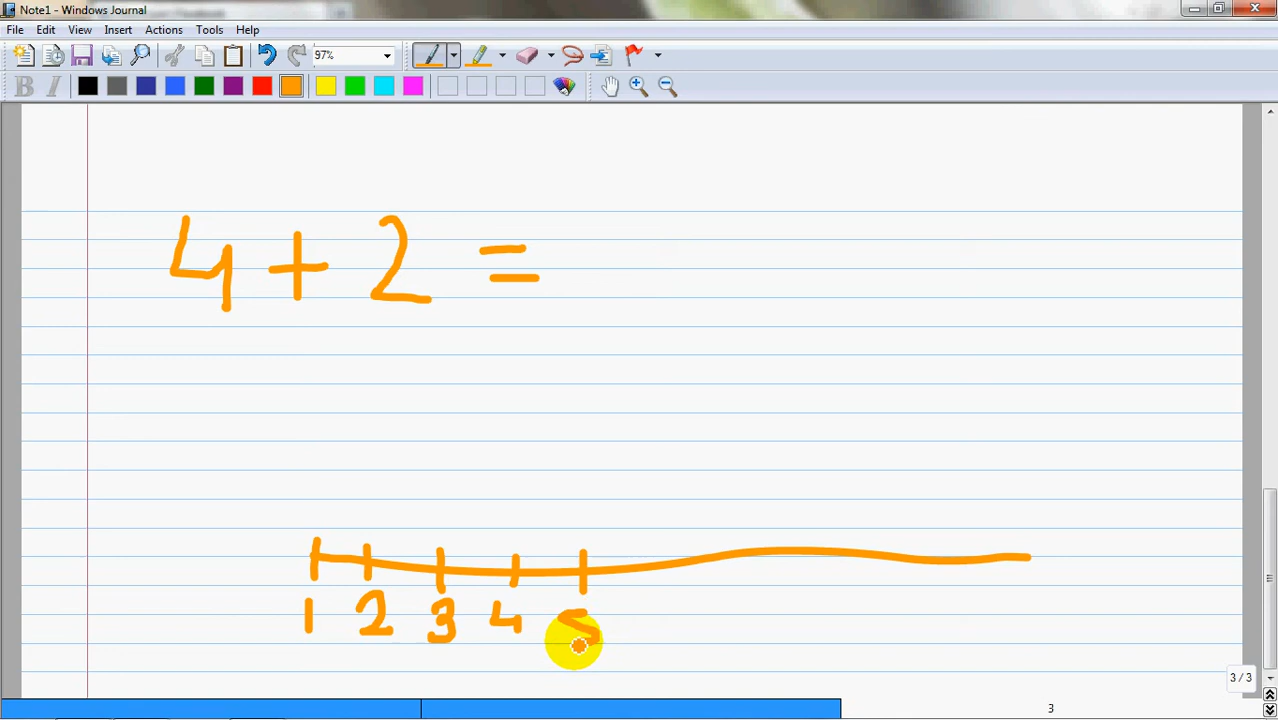 Note1 - Windows Journal
File Edit View Insert Actions Tools Help
97%
B I
4 + 2 =
1 2 3 4 5
3 / 3
3